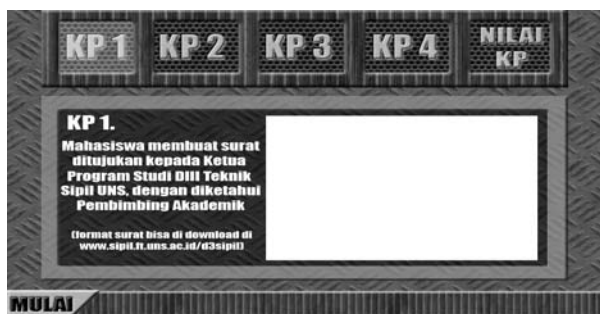 KP 1
KP 2
KP 3
KP 4
NILAI
KP
KP 1.
Mahasiswa membuat surat
ditujukan kepada Ketua
Program Studi DIII Teknik
Sipil UNS, dengan diketahui
Pembimbing Akademik
(format surat bisa di download di
www.sipil.ft.uns.ac.id/d3sipil)
MULAI